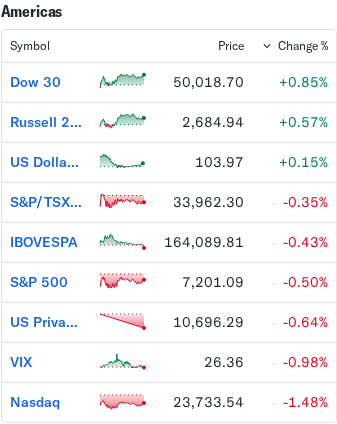 Americas
Symbol Price Change %
Dow 30 50,018.70 +0.85%
Russell 2... 2,684.94 +0.57%
US Dolla... 103.97 +0.15%
S&P/TSX... 33,962.30 -0.35%
IBOVESPA 164,089.81 -0.43%
S&P 500 7,201.09 -0.50%
US Priva... 10,696.29 -0.64%
VIX 26.36 -0.98%
Nasdaq 23,733.54 -1.48%